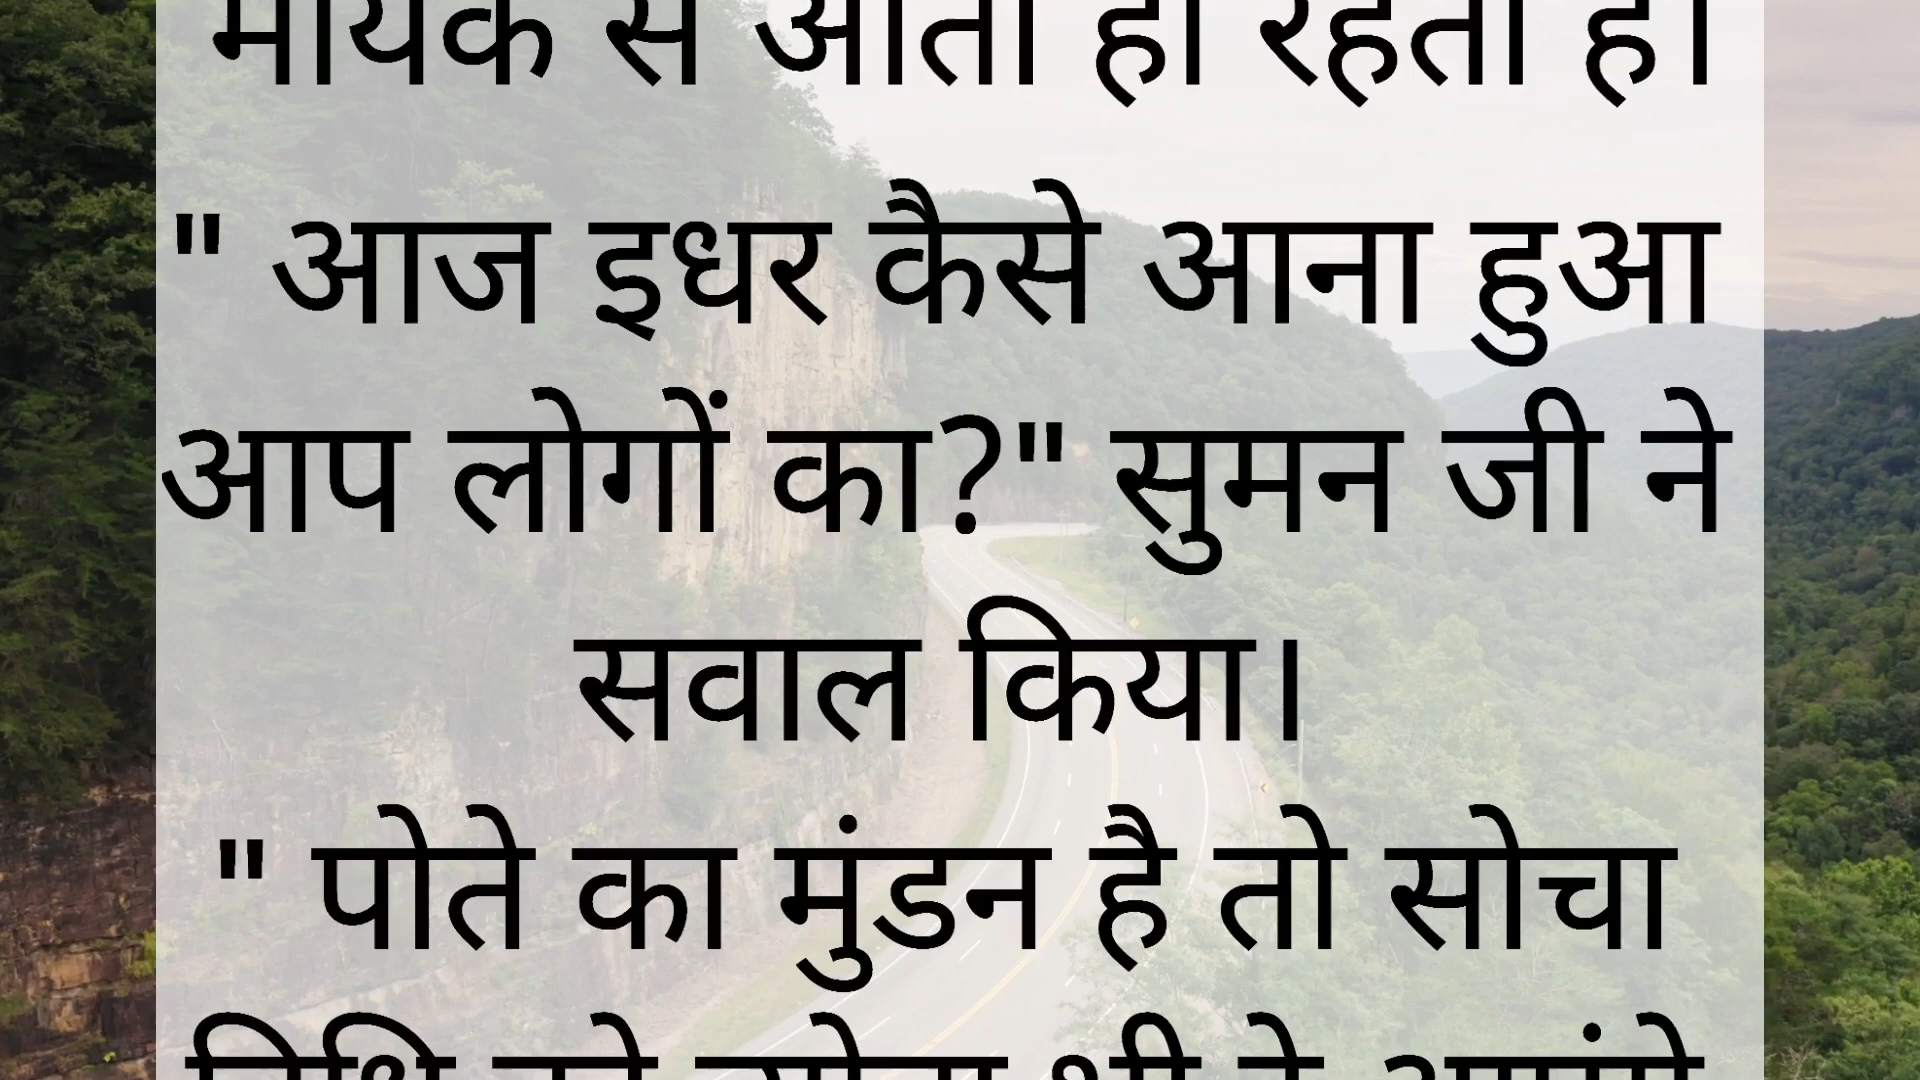 मायके से आता ही रहता है।
" आज इधर कैसे आना हुआ
आप लोगों का?" सुमन जी ने
सवाल किया।
" पोते का मुंडन है तो सोचा